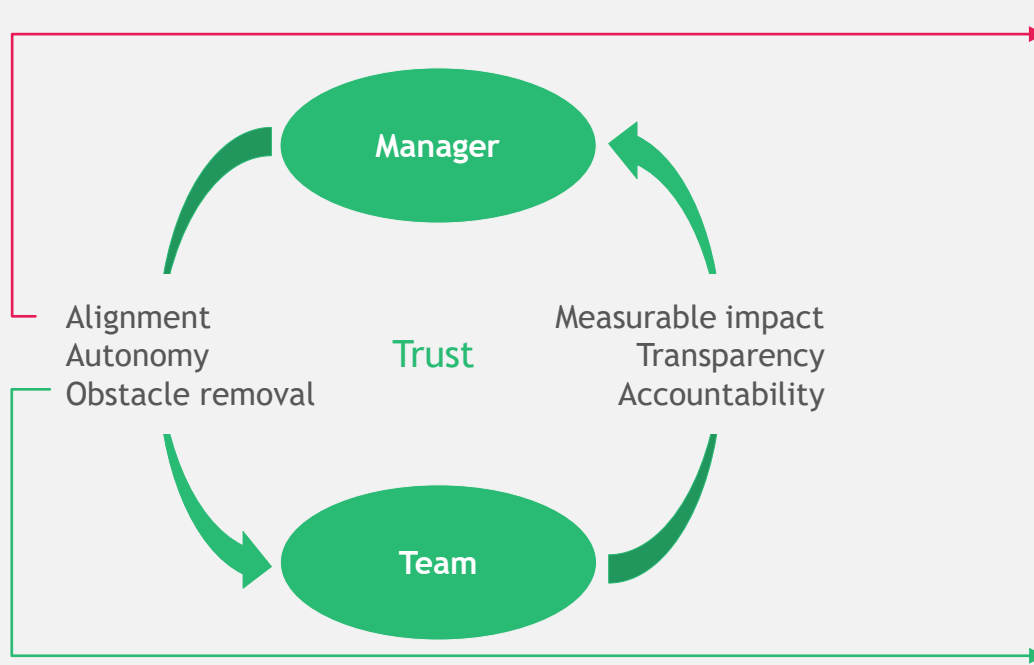 Manager
Alignment
Autonomy
Obstacle removal
Trust
Measurable impact
Transparency
Accountability
Team